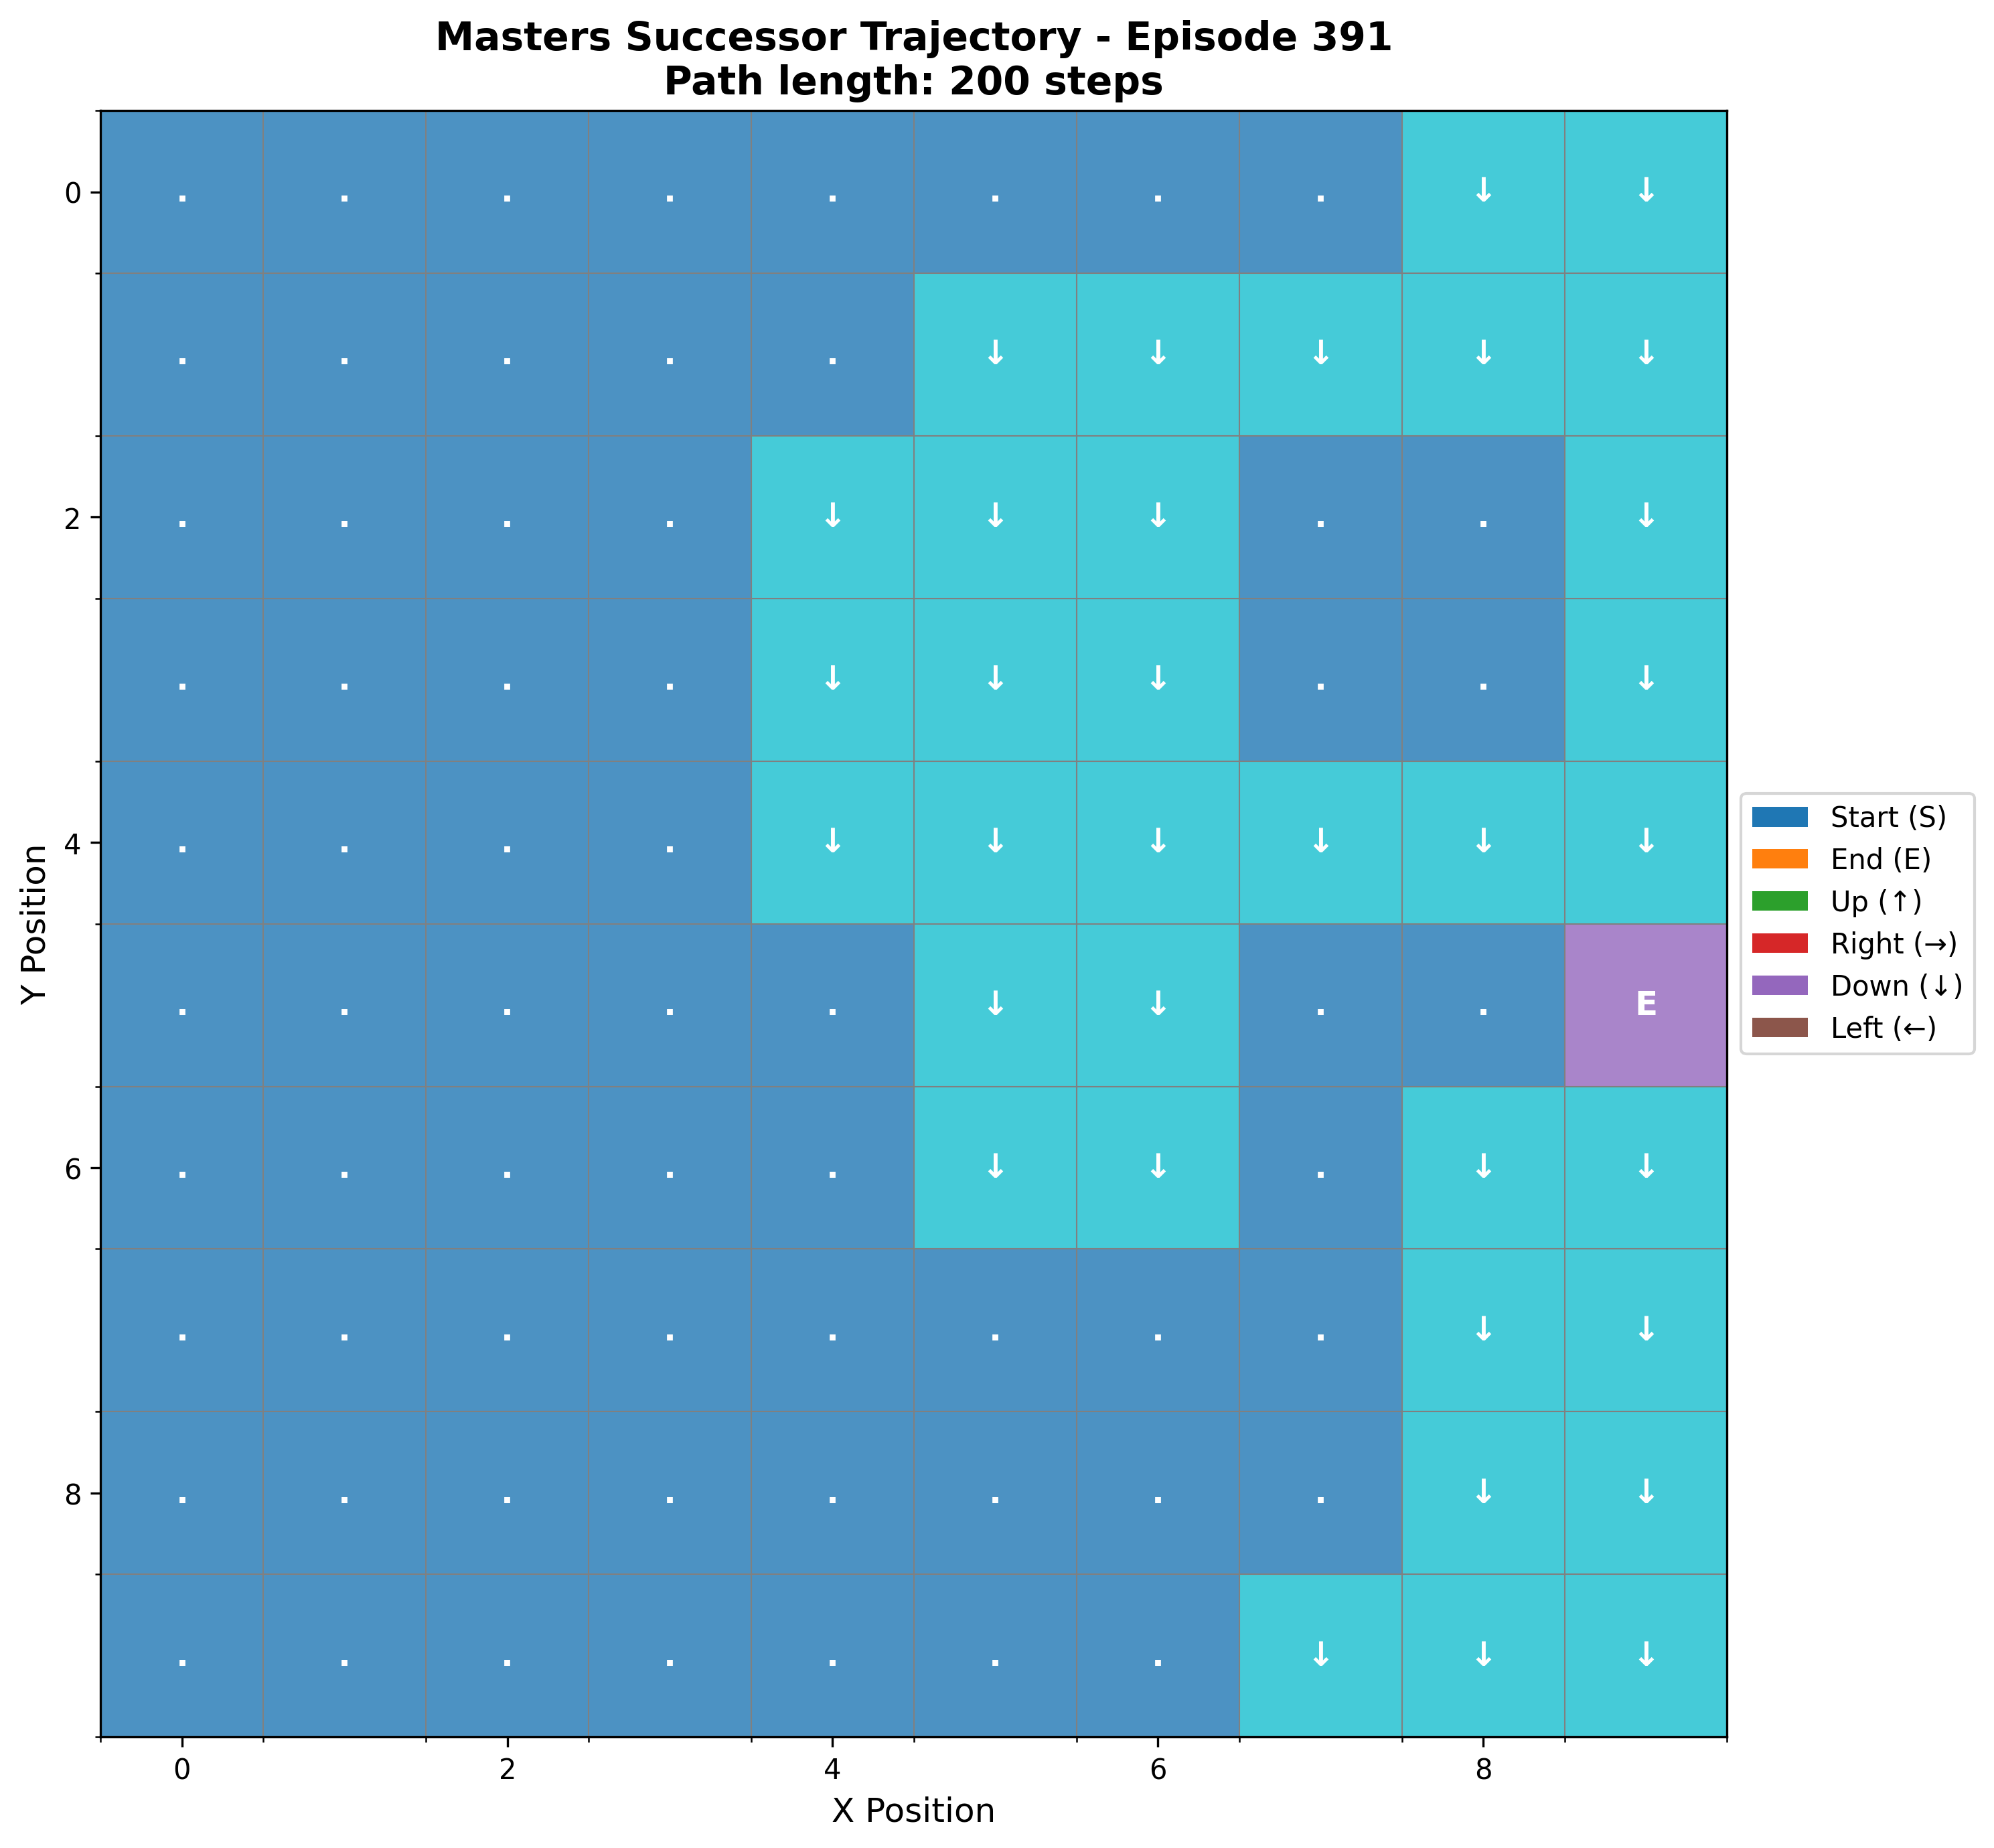 Masters Successor Trajectory - Episode 391
Path length: 200 steps
0 . . . . . . . . ↓ ↓
. . . . . ↓ ↓ ↓ ↓ ↓
2 . . . . ↓ ↓ ↓ . . ↓
. . . . ↓ ↓ ↓ . . ↓
4 . . . . ↓ ↓ ↓ ↓ ↓ ↓
. . . . . ↓ ↓ . . E
6 . . . . . ↓ ↓ . ↓ ↓
. . . . . . . . ↓ ↓
8 . . . . . . . . ↓ ↓
. . . . . . . ↓ ↓ ↓
0 2 4 6 8
X Position
Y Position
Start (S)
End (E)
Up (↑)
Right (→)
Down (↓)
Left (←)